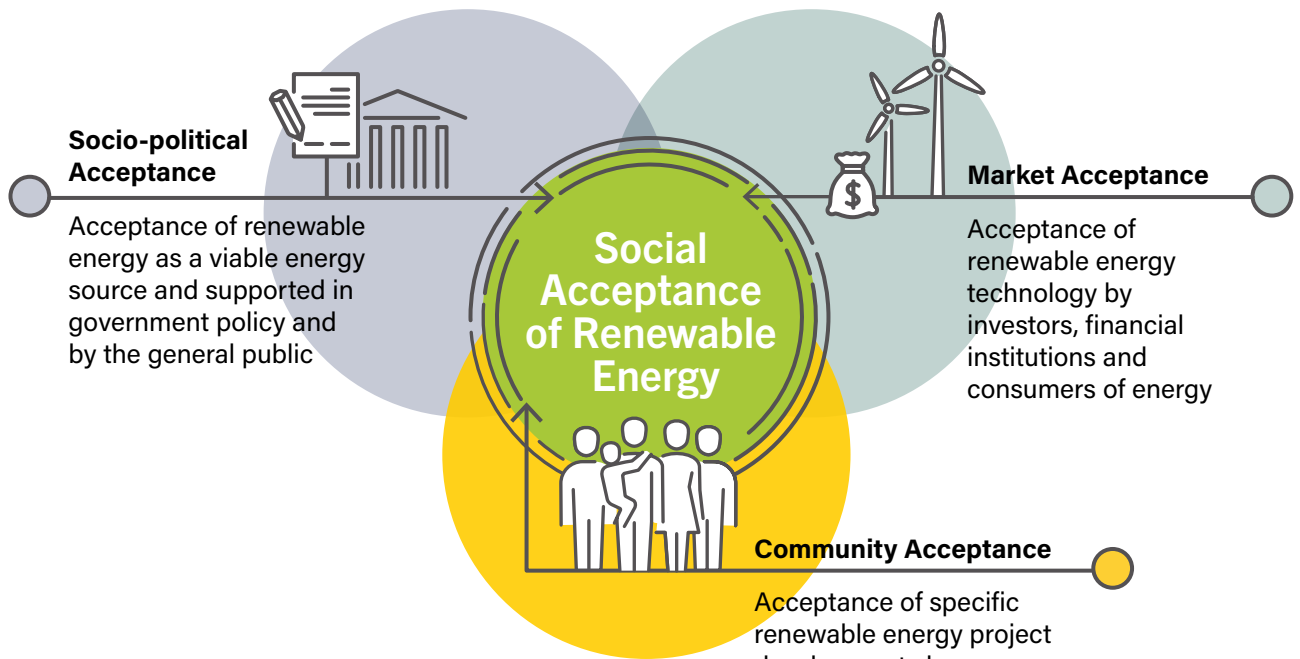 Socio-political
Acceptance
Acceptance of renewable
energy as a viable energy
source and supported in
government policy and
by the general public
$
Social
Acceptance
of Renewable
Energy
Market Acceptance
Acceptance of
renewable energy
technology by
investors, financial
institutions and
consumers of energy
Community Acceptance
Acceptance of specific
renewable energy project